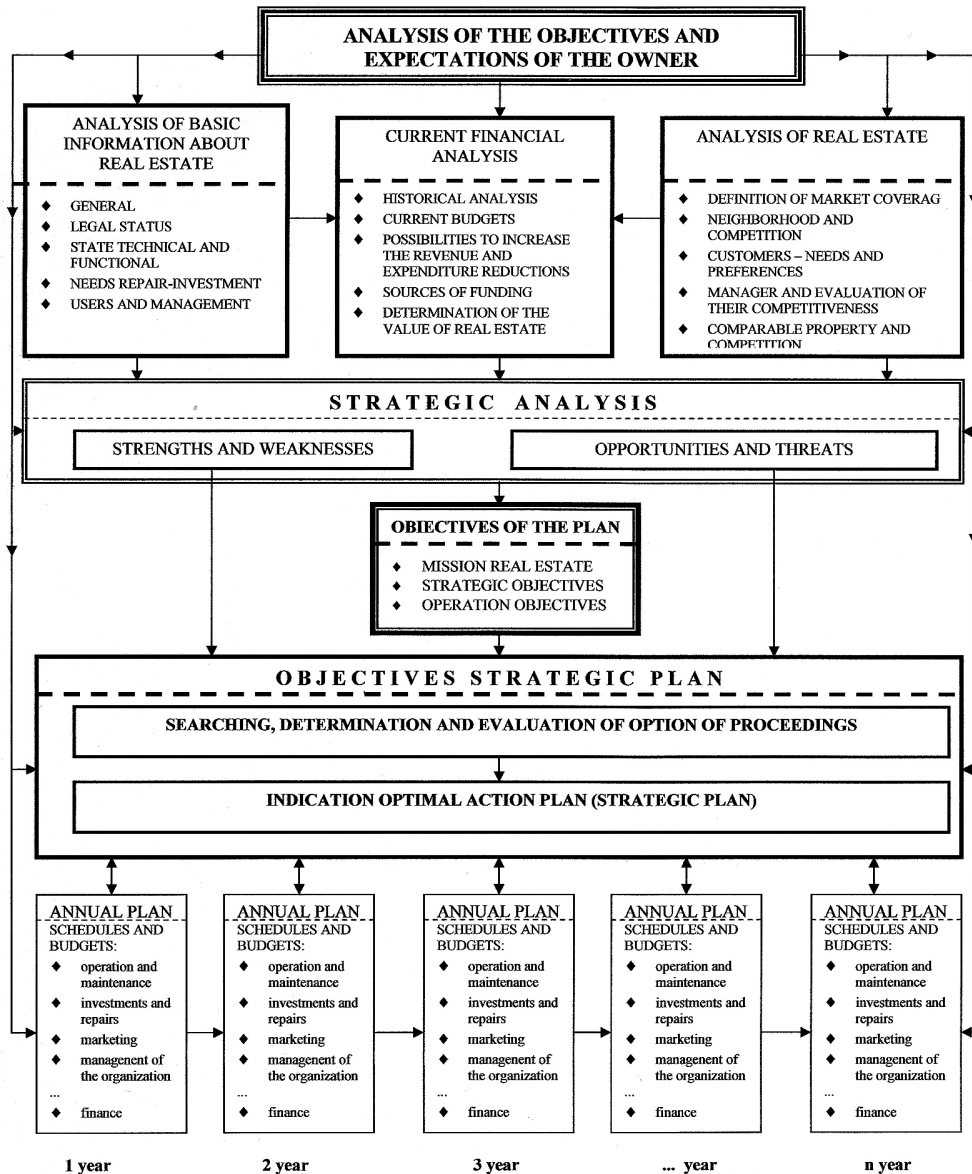 ANALYSIS OF THE OBJECTIVES AND
EXPECTATIONS OF THE OWNER
ANALYSIS OF BASIC
INFORMATION ABOUT
REAL ESTATE
♦ GENERAL
♦ LEGAL STATUS
♦ STATE TECHNICAL AND
FUNCTIONAL
♦ NEEDS REPAIR-INVESTMENT
♦ USERS AND MANAGEMENT
CURRENT FINANCIAL
ANALYSIS
♦ HISTORICAL ANALYSIS
♦ CURRENT BUDGETS
♦ POSSIBILITIES TO INCREASE
THE REVENUE AND
EXPENDITURE REDUCTIONS
♦ SOURCES OF FUNDING
♦ DETERMINATION OF THE
VALUE OF REAL ESTATE
ANALYSIS OF REAL ESTATE
♦ DEFINITION OF MARKET COVERAG
♦ NEIGHBORHOOD AND
COMPETITION
♦ CUSTOMERS – NEEDS AND
PREFERENCES
♦ MANAGER AND EVALUATION OF
THEIR COMPETITIVENESS
♦ COMPARABLE PROPERTY AND
COMPETITION
STRATEGIC ANALYSIS
STRENGTHS AND WEAKNESSES
OPPORTUNITIES AND THREATS
OBIECTIVES OF THE PLAN
♦ MISSION REAL ESTATE
♦ STRATEGIC OBJECTIVES
♦ OPERATION OBJECTIVES
OBJECTIVES STRATEGIC PLAN
SEARCHING, DETERMINATION AND EVALUATION OF OPTION OF PROCEEDINGS
INDICATION OPTIMAL ACTION PLAN (STRATEGIC PLAN)
ANNUAL PLAN
SCHEDULES AND
BUDGETS:
♦ operation and
maintenance
♦ investments and
repairs
♦ marketing
♦ management of
the organization
...
♦ finance
1 year
ANNUAL PLAN
SCHEDULES AND
BUDGETS:
♦ operation and
maintenance
♦ investments and
repairs
♦ marketing
♦ management of
the organization
...
♦ finance
2 year
ANNUAL PLAN
SCHEDULES AND
BUDGETS:
♦ operation and
maintenance
♦ investments and
repairs
♦ marketing
♦ management of
the organization
...
♦ finance
3 year
ANNUAL PLAN
SCHEDULES AND
BUDGETS:
♦ operation and
maintenance
♦ investments and
repairs
♦ marketing
♦ management of
the organization
...
♦ finance
... year
ANNUAL PLAN
SCHEDULES AND
BUDGETS:
♦ operation and
maintenance
♦ investments and
repairs
♦ marketing
♦ management of
the organization
...
♦ finance
n year